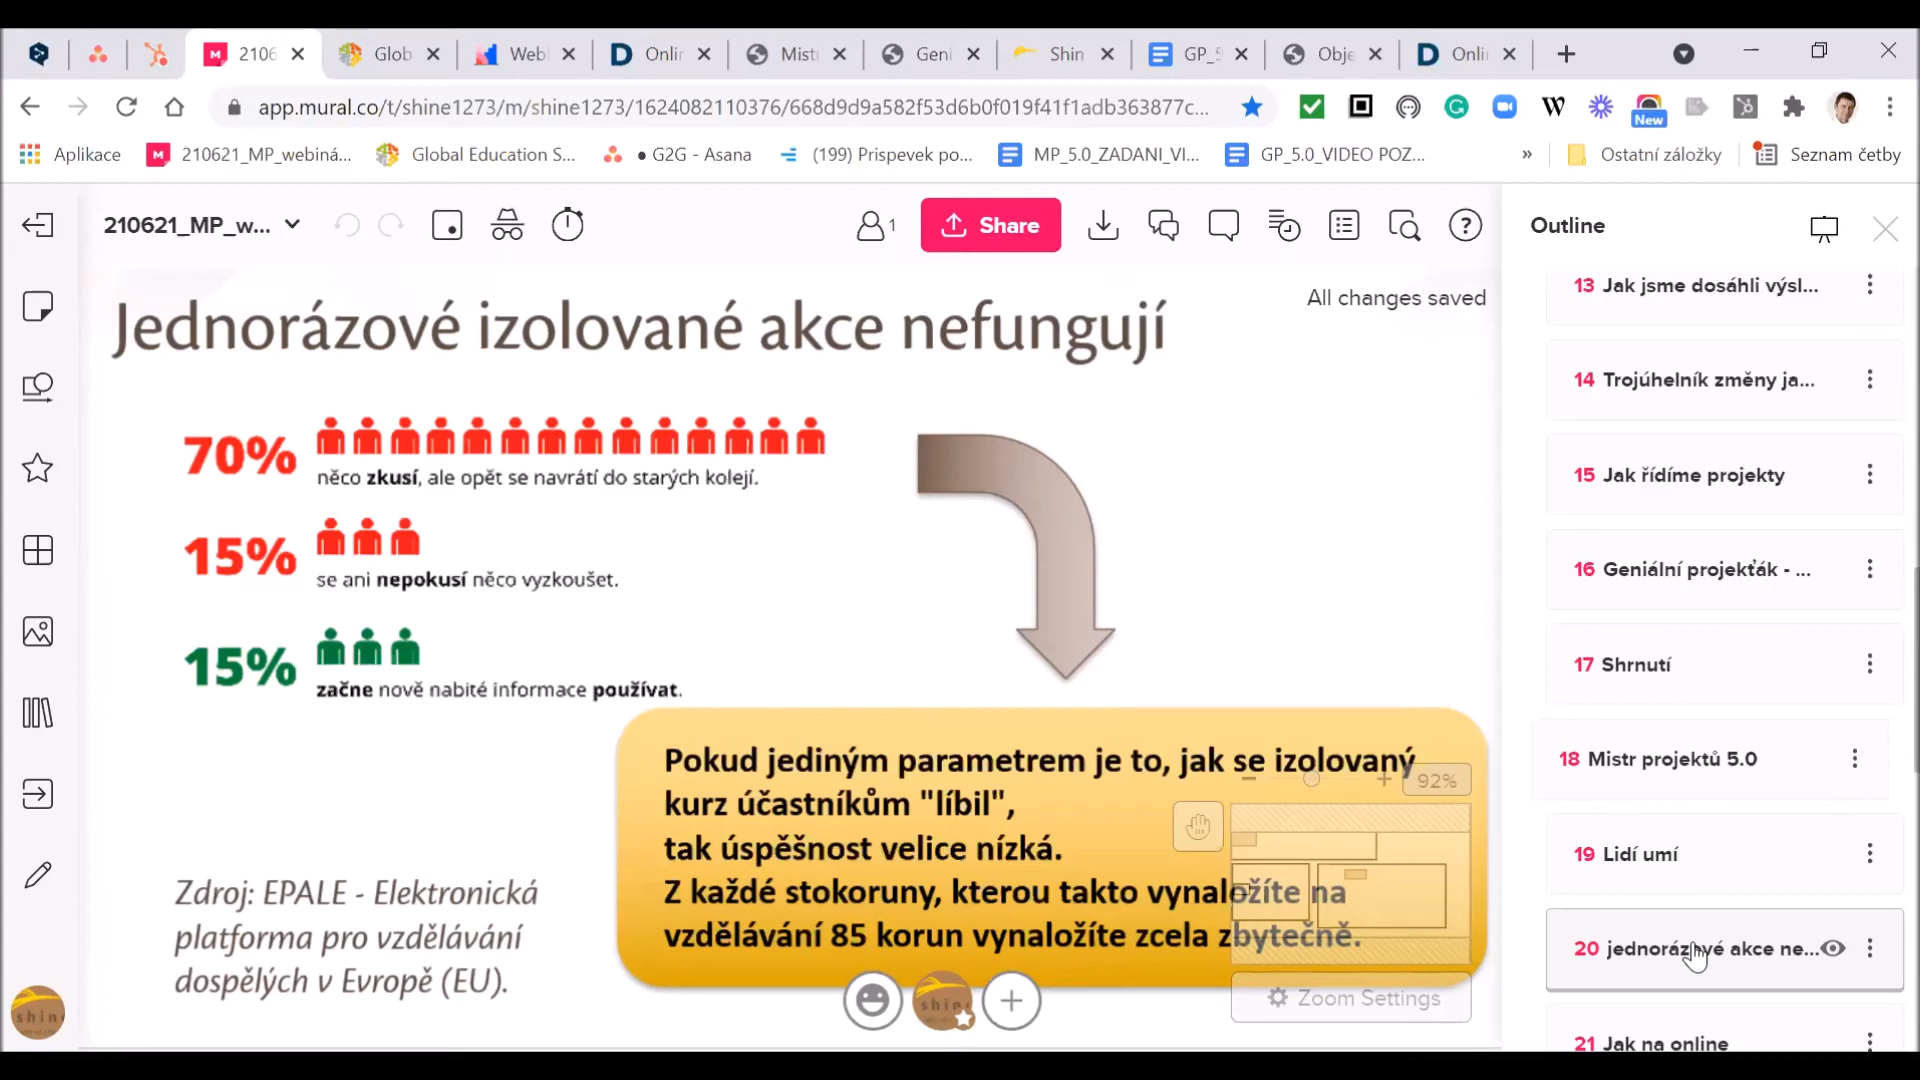 2106
Glob
Web
Onli
Mist
Geni
Shin
GP_5
Obje
Onli
app.mural.co/t/shine1273/m/shine1273/1624082110376/668d9d9a582f53d6b0f019f41f1adb363877c...
New
Aplikace
210621_MP_webiná...
Global Education S...
● G2G - Asana
(199) Prispevek po...
MP_5.0_ZADANI_VI...
GP_5.0_VIDEO POZ...
»
Ostatní záložky
Seznam četby
210621_MP_w...
1
Share
Outline
All changes saved
Jednorázové izolované akce nefungují
70%
něco zkusí, ale opět se navrátí do starých kolejí.
15%
se ani nepokusí něco vyzkoušet.
15%
začne nově nabité informace používat.
Pokud jediným parametrem je to, jak se izolovaný
kurz účastníkům "líbil",
tak úspěšnost velice nízká.
Z každé stokoruny, kterou takto vynaložíte na
vzdělávání 85 korun vynaložíte zcela zbytečně.
Zdroj: EPALE - Elektronická
platforma pro vzdělávání
dospělých v Evropě (EU).
92%
Zoom Settings
shine
shine
13 Jak jsme dosáhli výsl...
14 Trojúhelník změny ja...
15 Jak řídíme projekty
16 Geniální projekťák - ...
17 Shrnutí
18 Mistr projektů 5.0
19 Lidí umí
20 jednorázové akce ne...
21 Jak na online